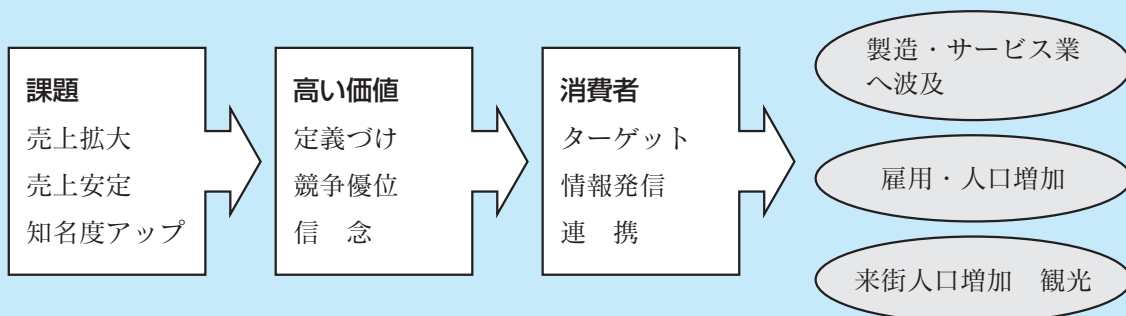 課題
売上拡大
売上安定
知名度アップ
高い価値
定義づけ
競争優位
信　念
消費者
ターゲット
情報発信
連　携
製造・サービス業
へ波及
雇用・人口増加
来街人口増加　観光